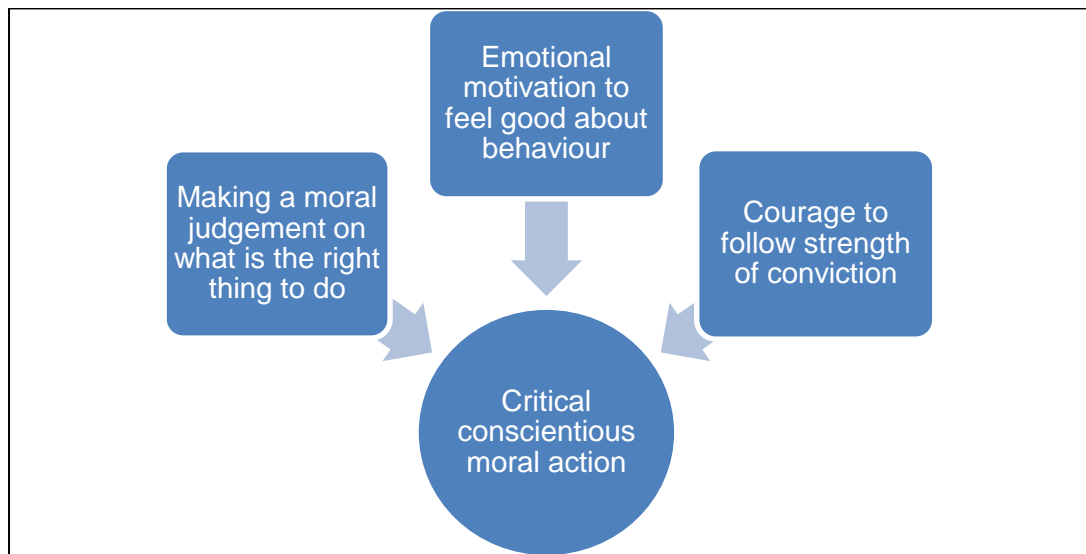 Emotional
motivation to
feel good about
behaviour
Making a moral
judgement on
what is the right
thing to do
Courage to
follow strength
of conviction
Critical
conscientious
moral action